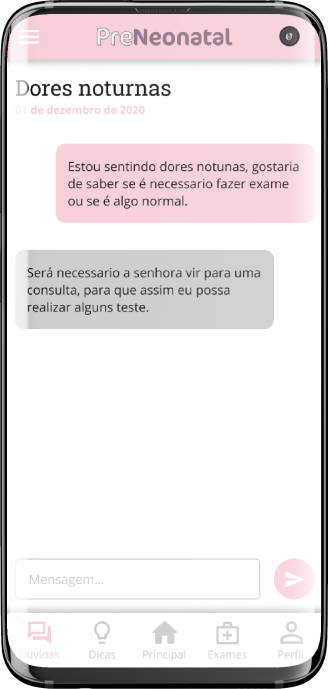 PreNeonatal
Dores noturnas
01 de dezembro de 2020
Estou sentindo dores notunas, gostaria
de saber se é necessario fazer exame
ou se é algo normal.
Será necessario a senhora vir para uma
consulta, para que assim eu possa
realizar alguns teste.
Mensagem...
Duvidas
Dicas
Principal
Exames
Perfil